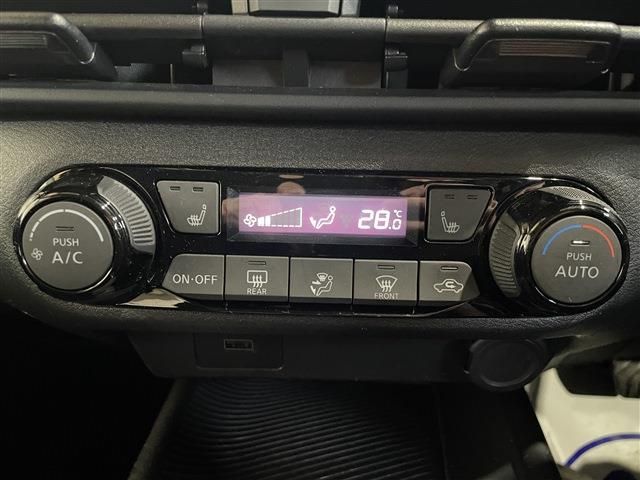 28.0 °C
PUSH
A/C
ON·OFF
REAR
FRONT
PUSH
AUTO